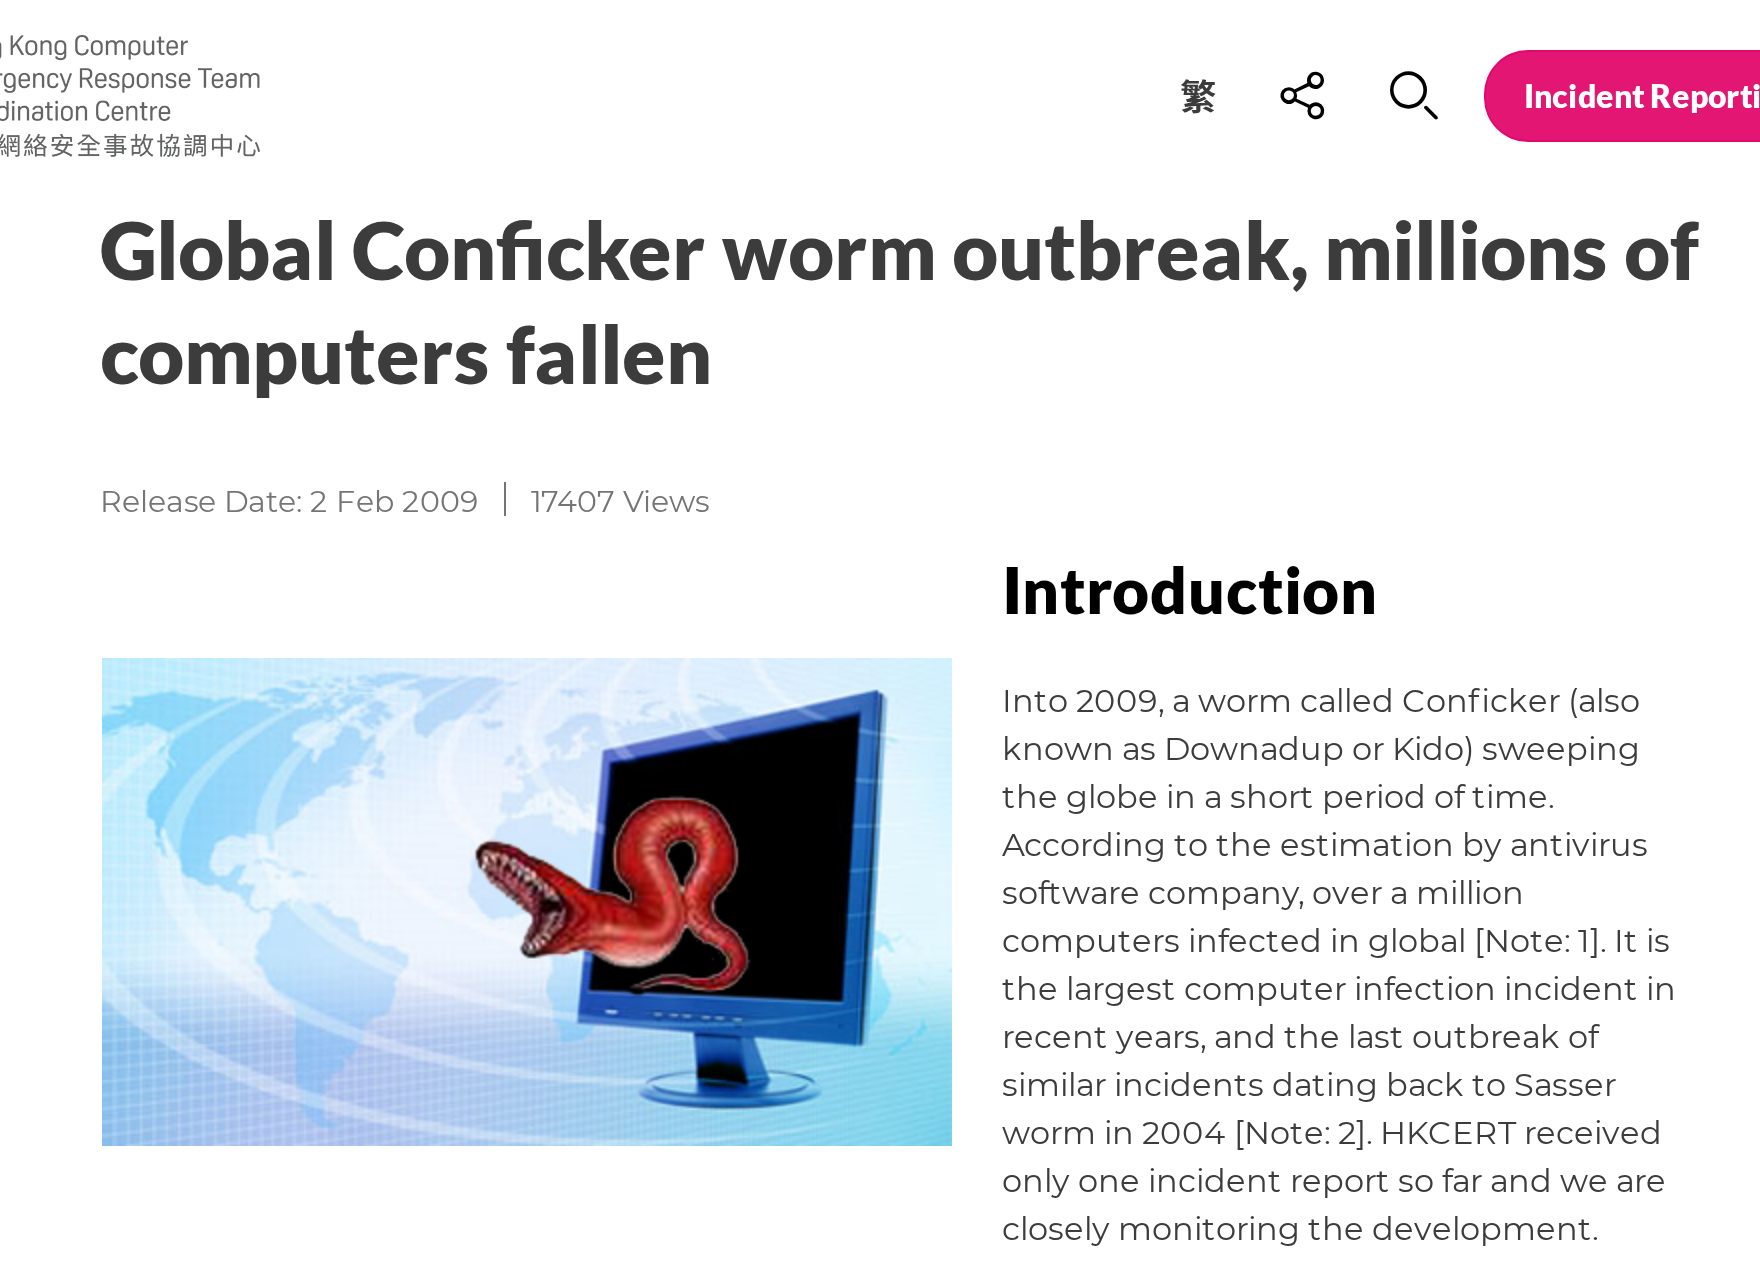 Kong Computer
Response Team
Centre
網絡安全事故協調中心
繁
Incident
Global Conficker worm outbreak, millions of
computers fallen
Release Date: 2 Feb 2009 | 17407 Views
Introduction
Into 2009, a worm called Conficker (also
known as Downadup or Kido) sweeping
the globe in a short period of time.
According to the estimation by antivirus
software company, over a million
computers infected in global [Note: 1]. It is
the largest computer infection incident in
recent years, and the last outbreak of
similar incidents dating back to Sasser
worm in 2004 [Note: 2]. HKCERT received
only one incident report so far and we are
closely monitoring the development.